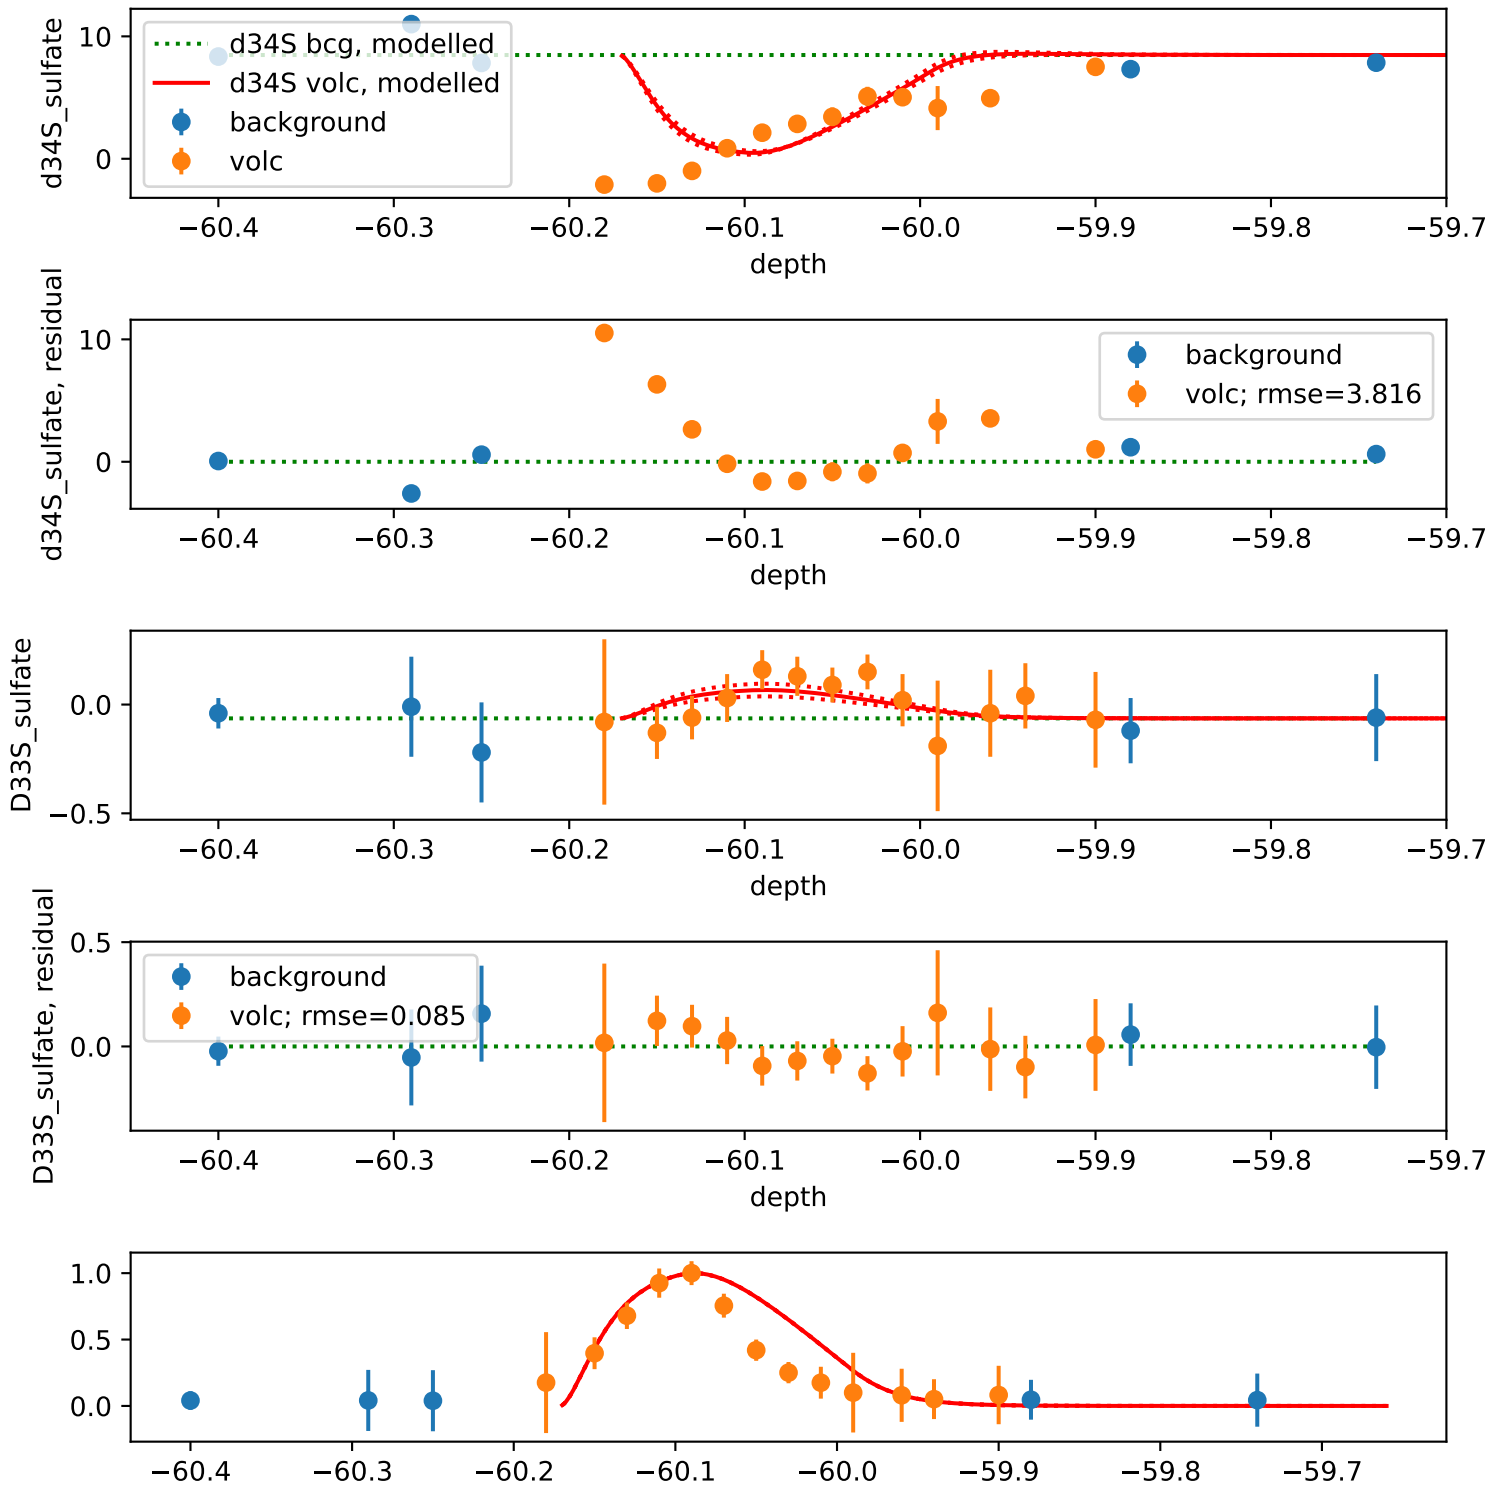 d34S_sulfate
10
0
d34S bcg, modelled
d34S volc, modelled
background
volc
−60.4 −60.3 −60.2 −60.1 −60.0 −59.9 −59.8 −59.7
depth
d34S_sulfate, residual
10
0
background
volc; rmse=3.816
−60.4 −60.3 −60.2 −60.1 −60.0 −59.9 −59.8 −59.7
depth
D33S_sulfate
0.0
−0.5
−60.4 −60.3 −60.2 −60.1 −60.0 −59.9 −59.8 −59.7
depth
D33S_sulfate, residual
0.5
0.0
background
volc; rmse=0.085
−60.4 −60.3 −60.2 −60.1 −60.0 −59.9 −59.8 −59.7
depth
1.0
0.5
0.0
−60.4 −60.3 −60.2 −60.1 −60.0 −59.9 −59.8 −59.7